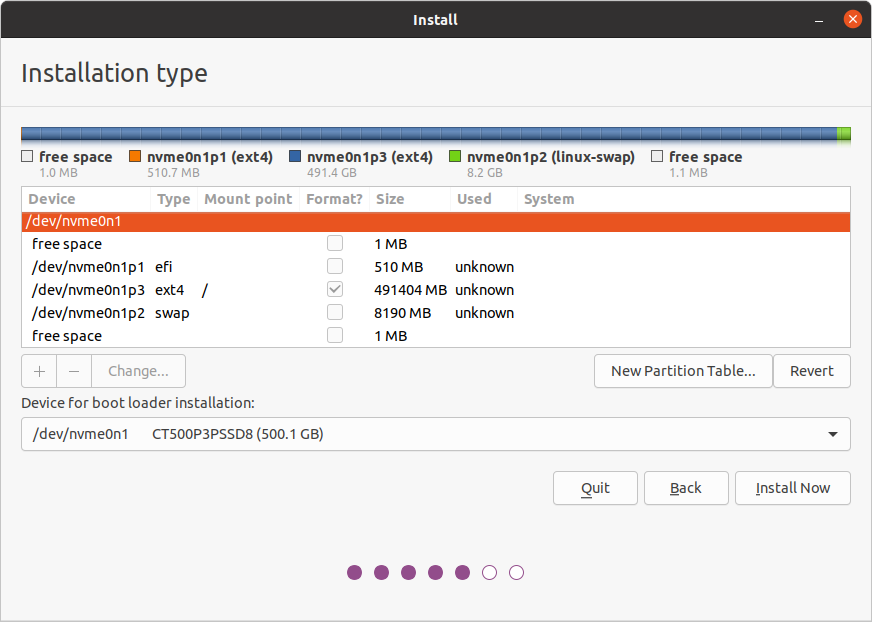 Install
Installation type
free space nvme0n1p1 (ext4) nvme0n1p3 (ext4) nvme0n1p2 (linux-swap) free space
1.0 MB 510.7 MB 491.4 GB 8.2 GB 1.1 MB
Device Type Mount point Format? Size Used System
/dev/nvme0n1
free space 1 MB
/dev/nvme0n1p1 efi 510 MB unknown
/dev/nvme0n1p3 ext4 / 491404 MB unknown
/dev/nvme0n1p2 swap 8190 MB unknown
free space 1 MB
+ − Change... New Partition Table... Revert
Device for boot loader installation:
/dev/nvme0n1 CT500P3PSSD8 (500.1 GB)
Quit Back Install Now